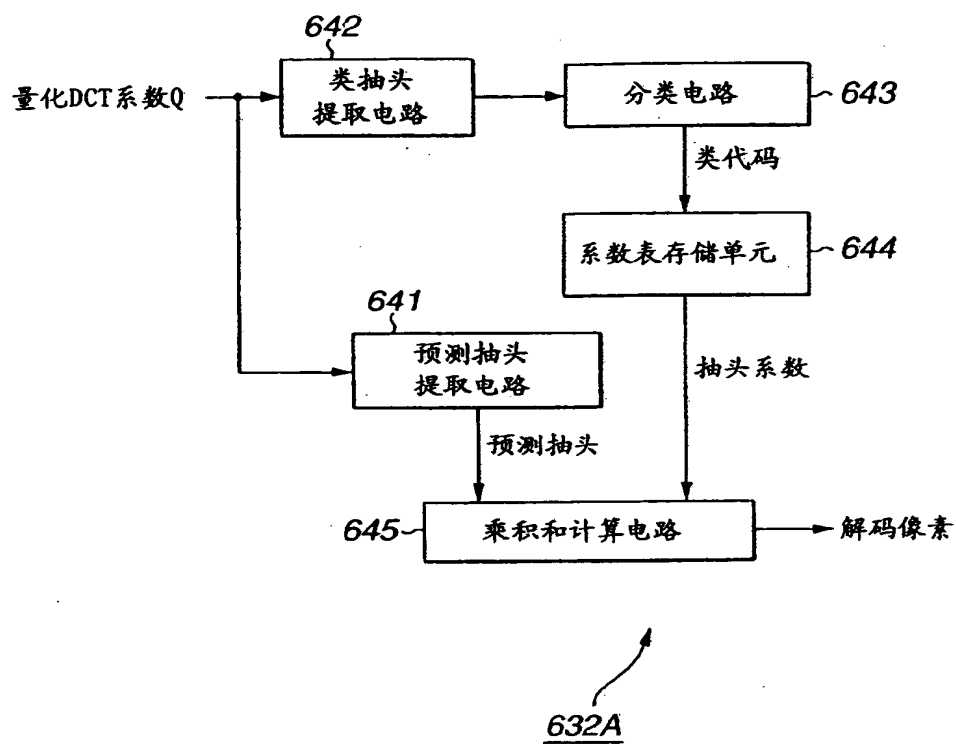 642
量化DCT系数Q
类抽头
提取电路
分类电路
643
类代码
系数表存储单元
644
641
预测抽头
提取电路
抽头系数
预测抽头
645
乘积和计算电路
解码像素
632A